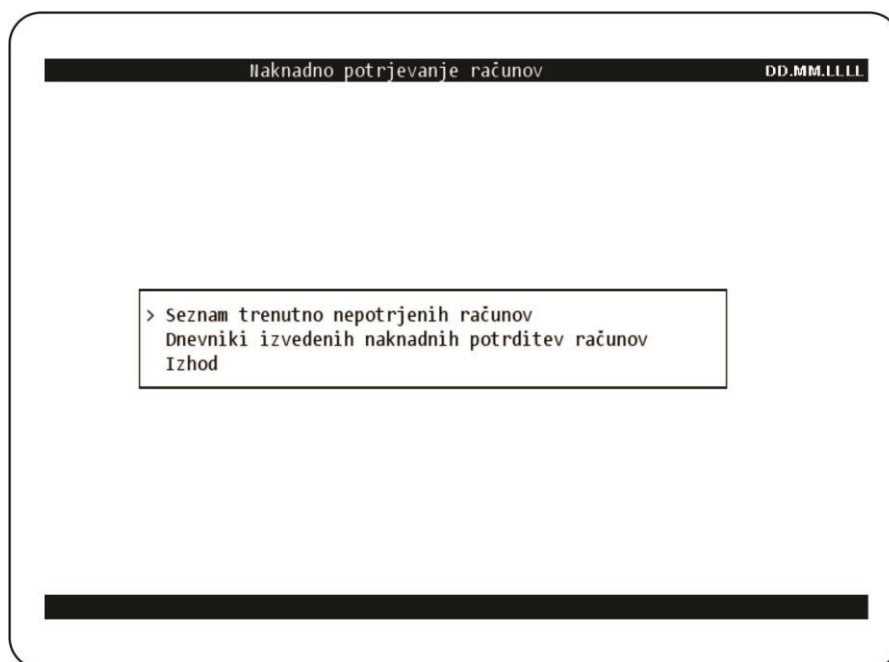 Naknadno potrjevanje računov DD.MM.LLLL
> Seznam trenutno nepotrjenih računov
Dnevniki izvedenih naknadnih potrditev računov
Izhod